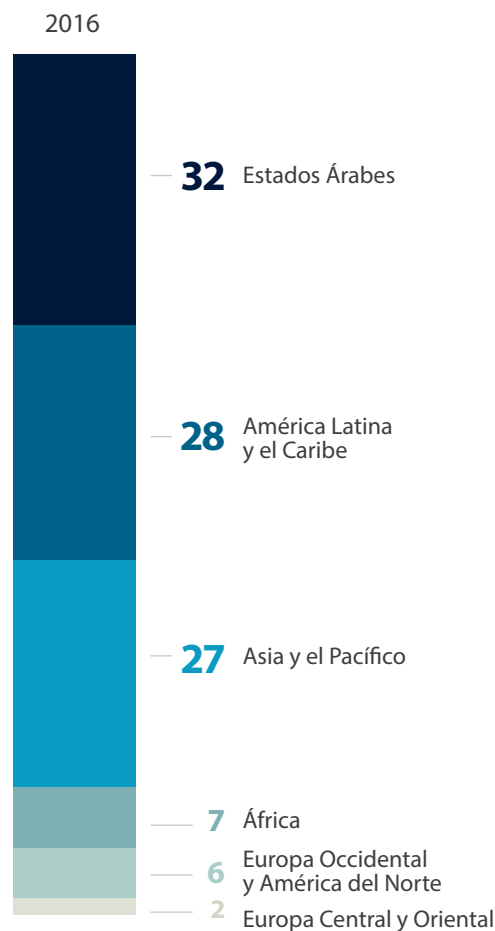 2016
32 Estados Árabes
28 América Latina
y el Caribe
27 Asia y el Pacífico
7 África
6 Europa Occidental
y América del Norte
2 Europa Central y Oriental